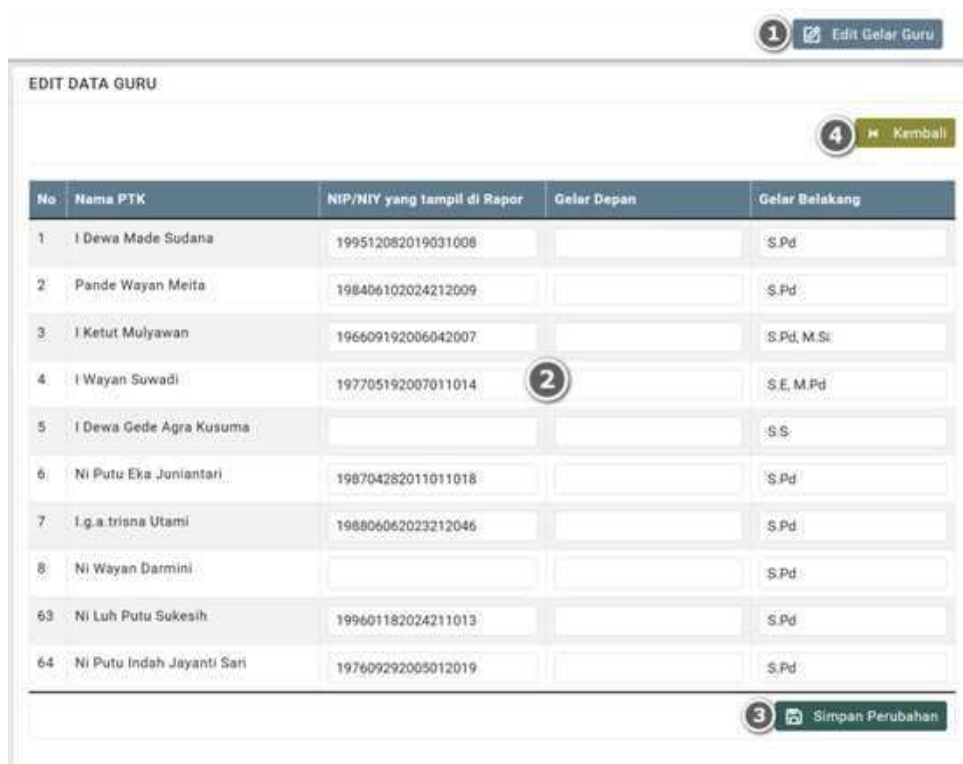 1 Edit Gelar Guru
EDIT DATA GURU
4 Kembali
No Nama PTK NIP/NIY yang tampil di Rapor Gelar Depan Gelar Belakang
1 I Dewa Made Sudana 199512082019031008 S.Pd
2 Pande Wayan Meita 198406102024212009 S.Pd
3 I Ketut Mulyawan 196609192006042007 S.Pd, M.Si
4 I Wayan Suwadi 197705192007011014 2 S.E, M.Pd
5 I Dewa Gede Agra Kusuma S.S
6 Ni Putu Eka Juniantari 198704282011011018 S.Pd
7 I.g.a.trisna Utami 198806062023212046 S.Pd
8 Ni Wayan Darmini S.Pd
63 Ni Luh Putu Sukesih 199601182024211013 S.Pd
64 Ni Putu Indah Jayanti Sari 197609292005012019 S.Pd
3 Simpan Perubahan